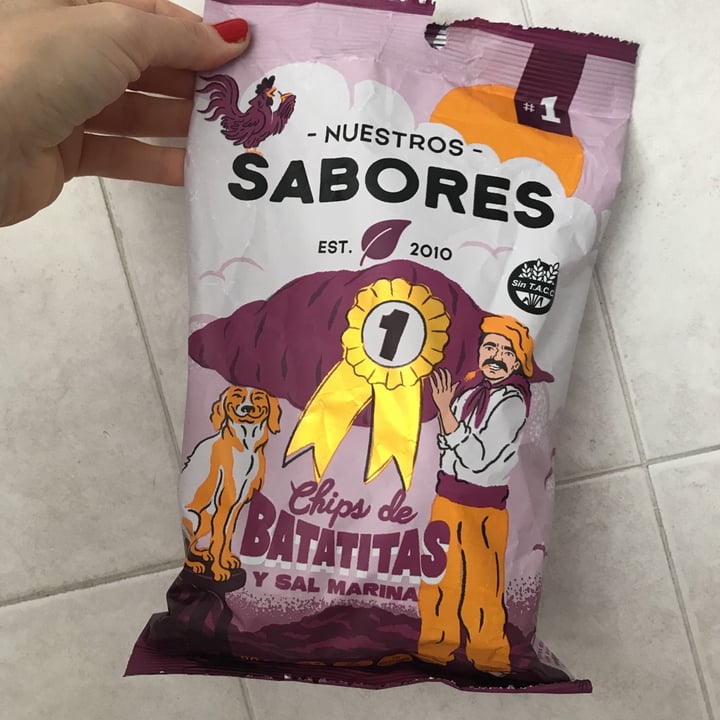 #1
- NUESTROS -
SABORES
EST. 2010
Sin T.A.C.C
1
Chips de
BATATITAS
Y SAL MARINA